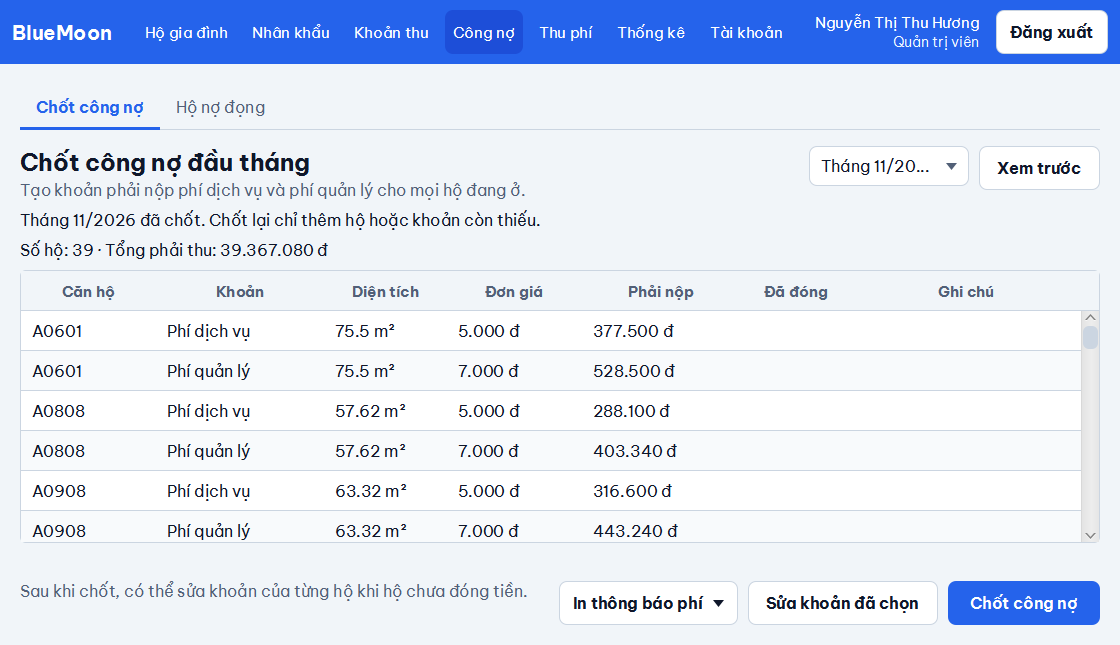 BlueMoon
Hộ gia đình
Nhân khẩu
Khoản thu
Công nợ
Thu phí
Thống kê
Tài khoản
Nguyễn Thị Thu Hương
Quản trị viên
Đăng xuất
Chốt công nợ
Hộ nợ đọng
Chốt công nợ đầu tháng
Tháng 11/20...
Xem trước
Tạo khoản phải nộp phí dịch vụ và phí quản lý cho mọi hộ đang ở.
Tháng 11/2026 đã chốt. Chốt lại chỉ thêm hộ hoặc khoản còn thiếu.
Số hộ: 39 · Tổng phải thu: 39.367.080 đ
Căn hộ Khoản Diện tích Đơn giá Phải nộp Đã đóng Ghi chú
A0601 Phí dịch vụ 75.5 m² 5.000 đ 377.500 đ
A0601 Phí quản lý 75.5 m² 7.000 đ 528.500 đ
A0808 Phí dịch vụ 57.62 m² 5.000 đ 288.100 đ
A0808 Phí quản lý 57.62 m² 7.000 đ 403.340 đ
A0908 Phí dịch vụ 63.32 m² 5.000 đ 316.600 đ
A0908 Phí quản lý 63.32 m² 7.000 đ 443.240 đ
Sau khi chốt, có thể sửa khoản của từng hộ khi hộ chưa đóng tiền.
In thông báo phí
Sửa khoản đã chọn
Chốt công nợ